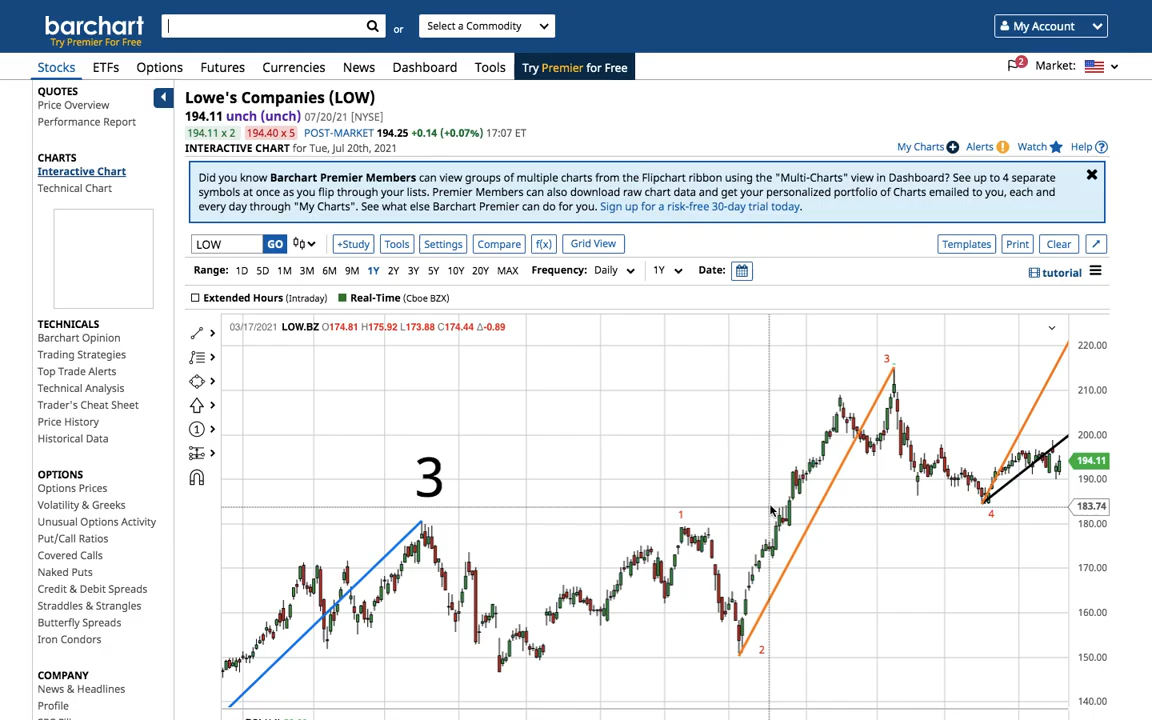 barchart
Try Premier For Free
or
Select a Commodity
My Account
Stocks ETFs Options Futures Currencies News Dashboard Tools Try Premier for Free
2 Market:
QUOTES
Price Overview
Performance Report
CHARTS
Interactive Chart
Technical Chart
TECHNICALS
Barchart Opinion
Trading Strategies
Top Trade Alerts
Technical Analysis
Trader's Cheat Sheet
Price History
Historical Data
OPTIONS
Options Prices
Volatility & Greeks
Unusual Options Activity
Put/Call Ratios
Covered Calls
Naked Puts
Credit & Debit Spreads
Straddles & Strangles
Butterfly Spreads
Iron Condors
COMPANY
News & Headlines
Profile
Lowe's Companies (LOW)
194.11 unch (unch) 07/20/21 [NYSE]
194.11 x 2 194.40 x 5 POST-MARKET 194.25 +0.14 (+0.07%) 17:07 ET
INTERACTIVE CHART for Tue, Jul 20th, 2021
My Charts Alerts Watch Help
Did you know Barchart Premier Members can view groups of multiple charts from the Flipchart ribbon using the "Multi-Charts" view in Dashboard? See up to 4 separate
symbols at once as you flip through your lists. Premier Members can also download raw chart data and get your personalized portfolio of Charts emailed to you, each and
every day through "My Charts". See what else Barchart Premier can do for you. Sign up for a risk-free 30-day trial today.
LOW GO +Study Tools Settings Compare f(x) Grid View Templates Print Clear
Range: 1D 5D 1M 3M 6M 9M 1Y 2Y 3Y 5Y 10Y 20Y MAX Frequency: Daily 1Y Date:
tutorial
Extended Hours (Intraday) Real-Time (Cboe BZX)
03/17/2021 LOW.BZ O174.81 H175.92 L173.88 C174.44 Δ-0.89
220.00
210.00
200.00
194.11
190.00
183.74
180.00
170.00
160.00
150.00
140.00
3
1
2
3
4